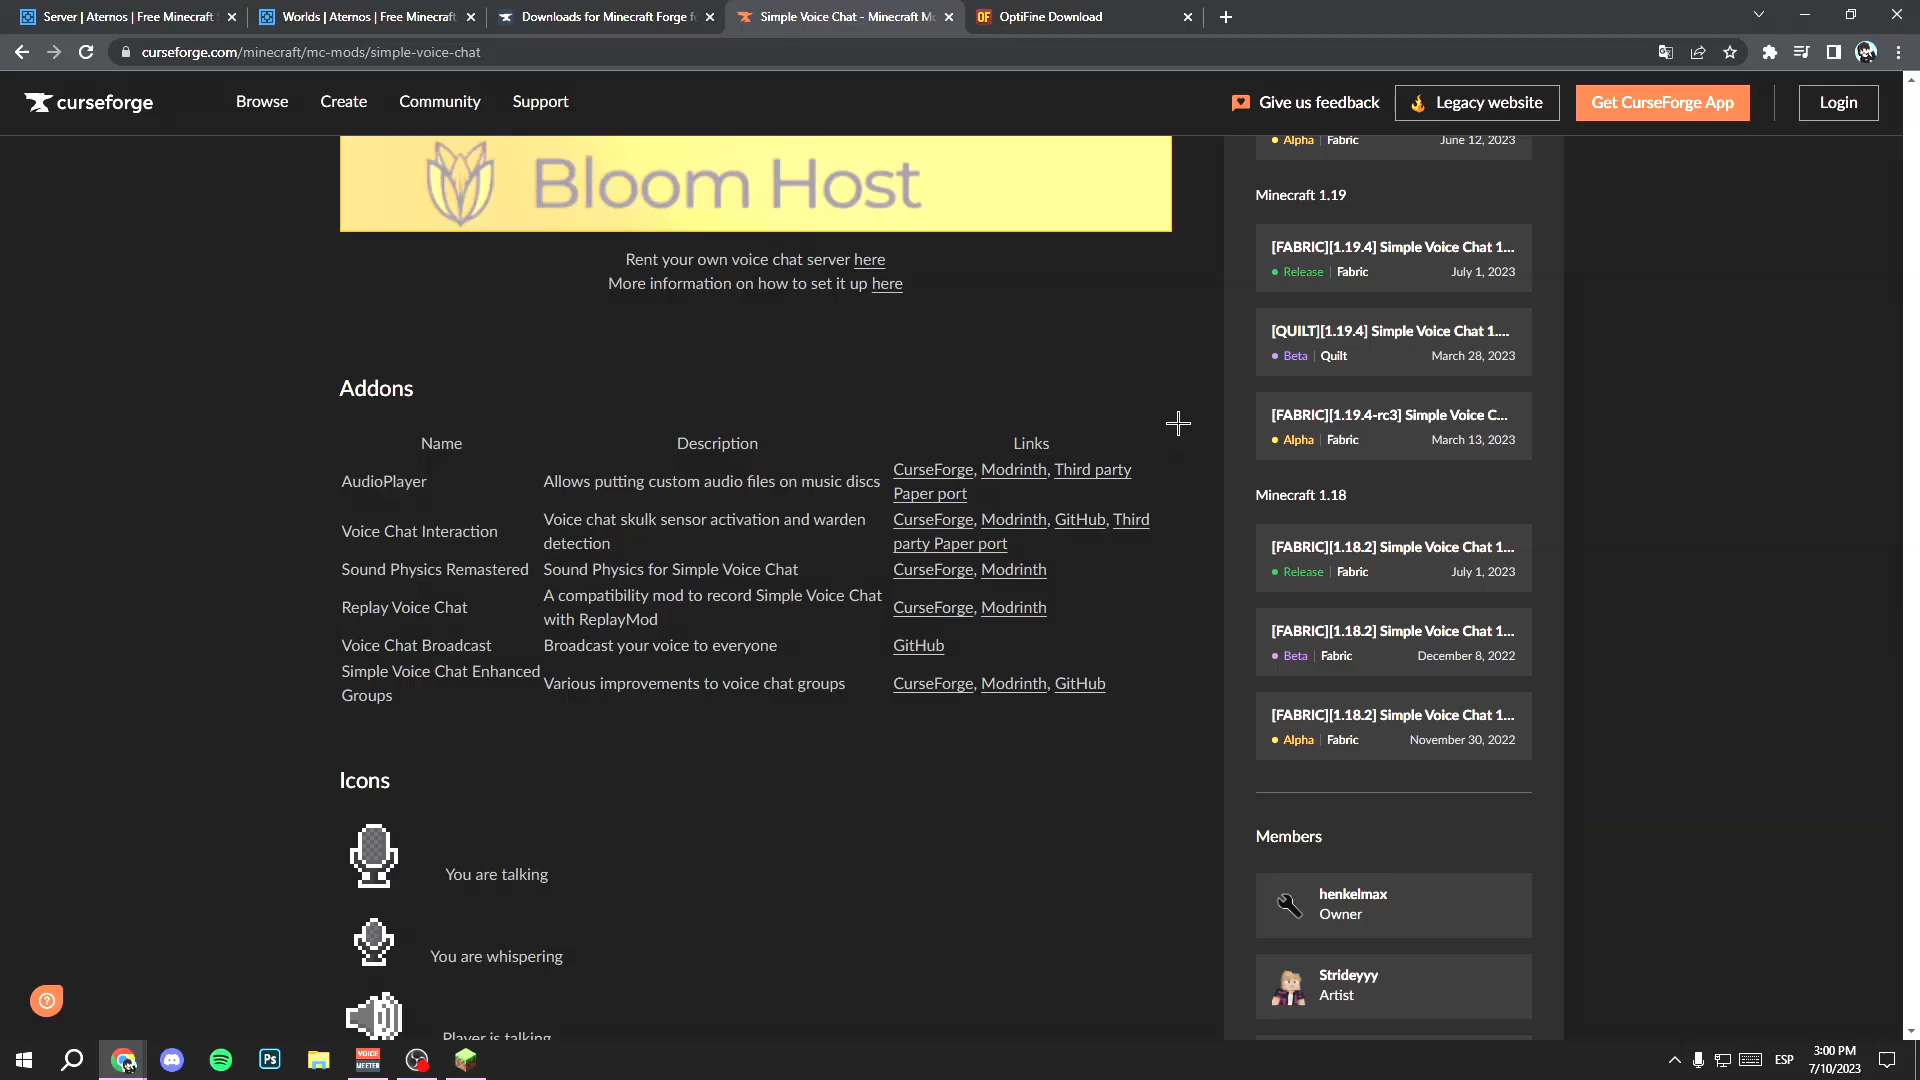 Server | Aternos | Free Minecraft
Worlds | Aternos | Free Minecraft
Downloads for Minecraft Forge f
Simple Voice Chat - Minecraft Mo
OF
OptiFine Download
curseforge.com/minecraft/mc-mods/simple-voice-chat
curseforge
Browse
Create
Community
Support
Give us feedback
Legacy website
Get CurseForge App
Login
Bloom Host
Rent your own voice chat server here
More information on how to set it up here
Addons
Name Description Links
AudioPlayer
Allows putting custom audio files on music discs
CurseForge, Modrinth, Third party
Paper port
Voice Chat Interaction
Voice chat skulk sensor activation and warden
detection
CurseForge, Modrinth, GitHub, Third
party Paper port
Sound Physics Remastered
Sound Physics for Simple Voice Chat
CurseForge, Modrinth
Replay Voice Chat
A compatibility mod to record Simple Voice Chat
with ReplayMod
CurseForge, Modrinth
Voice Chat Broadcast
Broadcast your voice to everyone
GitHub
Simple Voice Chat Enhanced
Groups
Various improvements to voice chat groups
CurseForge, Modrinth, GitHub
Icons
You are talking
You are whispering
Player is talking
Alpha | Fabric June 12, 2023
Minecraft 1.19
[FABRIC][1.19.4] Simple Voice Chat 1...
Release | Fabric July 1, 2023
[QUILT][1.19.4] Simple Voice Chat 1....
Beta | Quilt March 28, 2023
[FABRIC][1.19.4-rc3] Simple Voice C...
Alpha | Fabric March 13, 2023
Minecraft 1.18
[FABRIC][1.18.2] Simple Voice Chat 1...
Release | Fabric July 1, 2023
[FABRIC][1.18.2] Simple Voice Chat 1...
Beta | Fabric December 8, 2022
[FABRIC][1.18.2] Simple Voice Chat 1...
Alpha | Fabric November 30, 2022
Members
henkelmax
Owner
Strideyyy
Artist
Ps
VOICE
MEETER
ESP
3:00 PM
7/10/2023